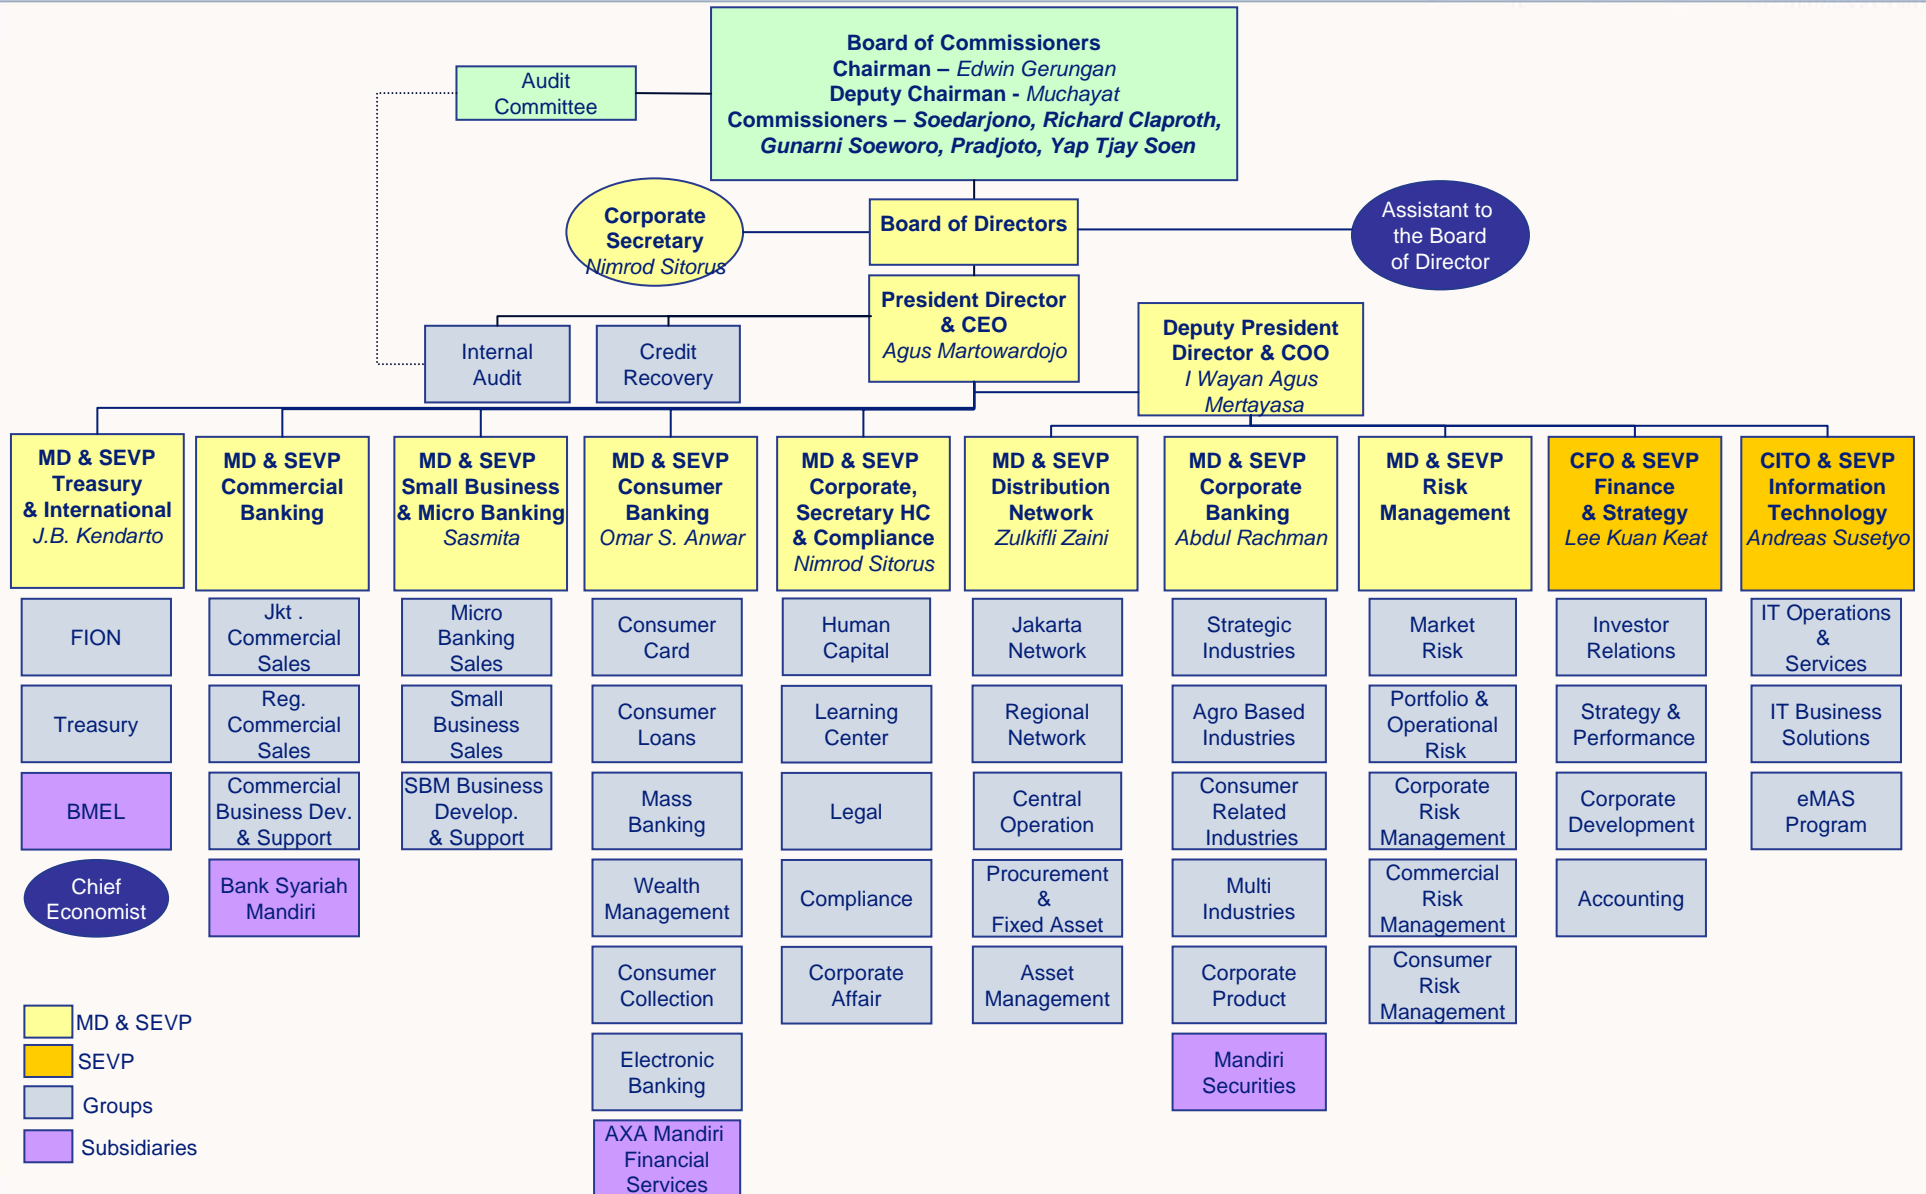 Board of Commissioners
Chairman – Edwin Gerungan
Deputy Chairman - Muchayat
Commissioners – Soedarjono, Richard Claproth,
Gunarni Soeworo, Pradjoto, Yap Tjay Soen
Audit
Committee
Corporate
Secretary
Nimrod Sitorus
Board of Directors
Assistant to
the Board
of Director
President Director
& CEO
Agus Martowardojo
Deputy President
Director & COO
I Wayan Agus
Mertayasa
Internal
Audit
Credit
Recovery
MD & SEVP
Treasury
& International
J.B. Kendarto
MD & SEVP
Commercial
Banking
MD & SEVP
Small Business
& Micro Banking
Sasmita
MD & SEVP
Consumer
Banking
Omar S. Anwar
MD & SEVP
Corporate,
Secretary HC
& Compliance
Nimrod Sitorus
MD & SEVP
Distribution
Network
Zulkifli Zaini
MD & SEVP
Corporate
Banking
Abdul Rachman
MD & SEVP
Risk
Management
CFO & SEVP
Finance
& Strategy
Lee Kuan Keat
CITO & SEVP
Information
Technology
Andreas Susetyo
FION
Treasury
BMEL
Chief
Economist
Jkt .
Commercial
Sales
Reg.
Commercial
Sales
Commercial
Business Dev.
& Support
Bank Syariah
Mandiri
Micro
Banking
Sales
Small
Business
Sales
SBM Business
Develop.
& Support
Consumer
Card
Consumer
Loans
Mass
Banking
Wealth
Management
Consumer
Collection
Electronic
Banking
AXA Mandiri
Financial
Services
Human
Capital
Learning
Center
Legal
Compliance
Corporate
Affair
Jakarta
Network
Regional
Network
Central
Operation
Procurement
&
Fixed Asset
Asset
Management
Strategic
Industries
Agro Based
Industries
Consumer
Related
Industries
Multi
Industries
Corporate
Product
Mandiri
Securities
Market
Risk
Portfolio &
Operational
Risk
Corporate
Risk
Management
Commercial
Risk
Management
Consumer
Risk
Management
Investor
Relations
Strategy &
Performance
Corporate
Development
Accounting
IT Operations
&
Services
IT Business
Solutions
eMAS
Program
MD & SEVP
SEVP
Groups
Subsidiaries